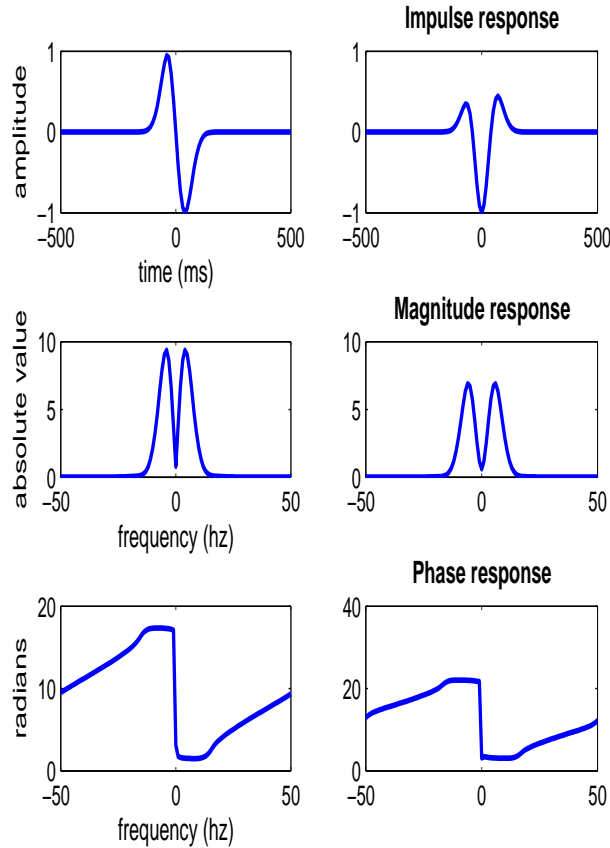 Impulse response
amplitude
1
0
−1
−500 0 500
time (ms)
1
0
−1
−500 0 500
Magnitude response
absolute value
10
5
0
−50 0 50
frequency (hz)
10
5
0
−50 0 50
Phase response
radians
20
10
0
−50 0 50
frequency (hz)
40
20
0
−50 0 50